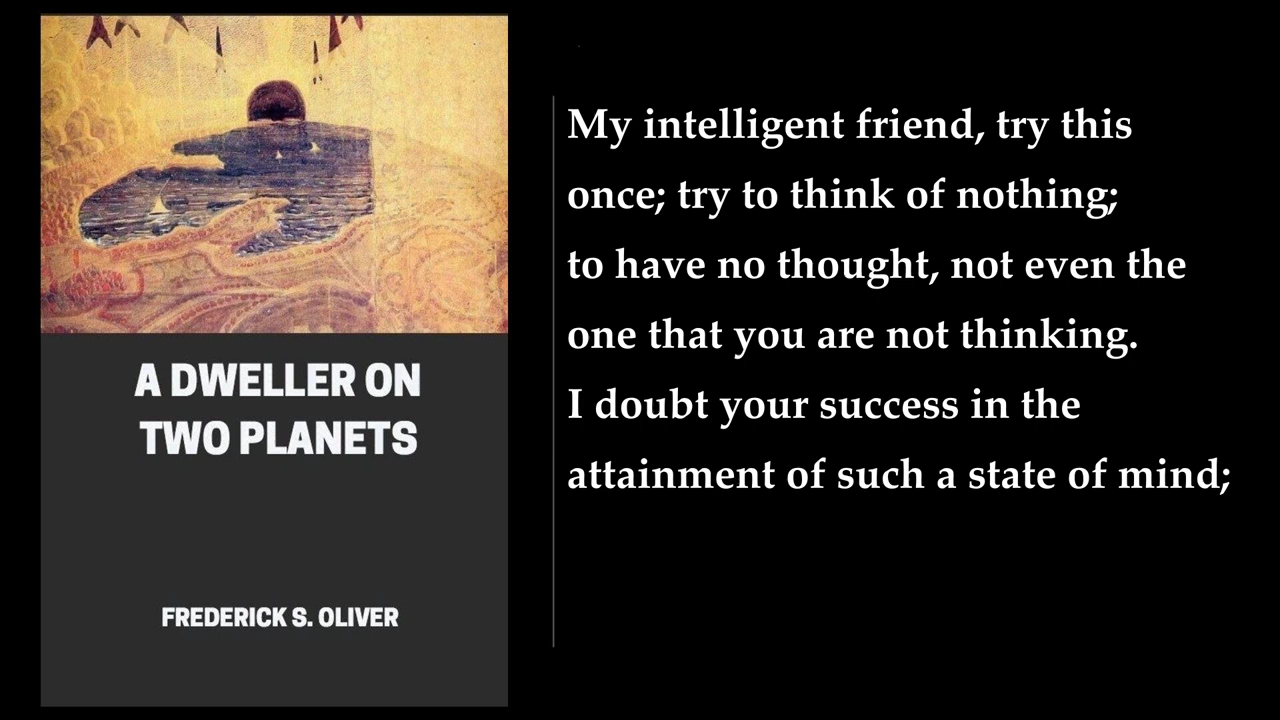 A DWELLER ON
TWO PLANETS
FREDERICK S. OLIVER
My intelligent friend, try this
once; try to think of nothing;
to have no thought, not even the
one that you are not thinking.
I doubt your success in the
attainment of such a state of mind;